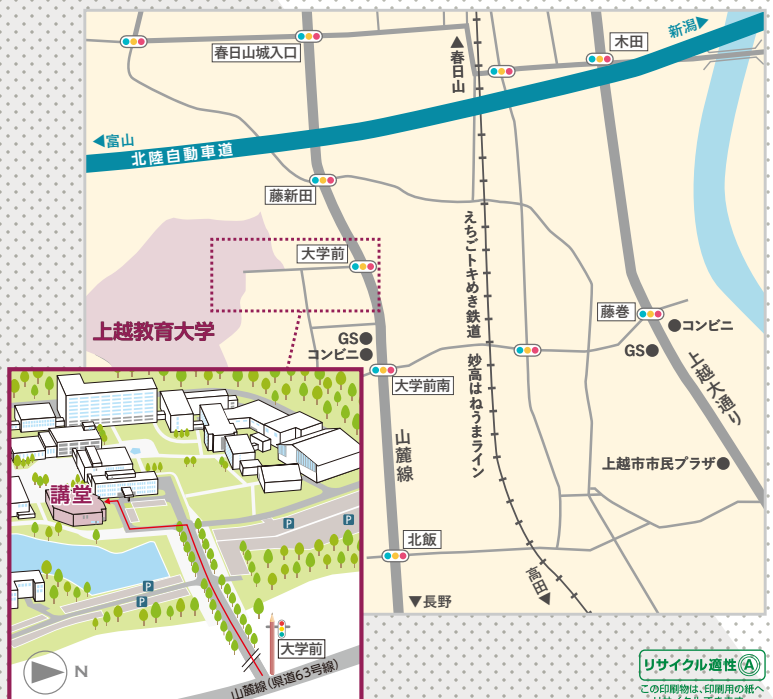 新潟
木田
春日山城入口
▲春日山
◀富山
北陸自動車道
藤新田
えちごトキめき鉄道 妙高はねうまライン
大学前
藤巻
コンビニ
GS
上越教育大学
GS
コンビニ
大学前南
上越大通り
山麓線
上越市市民プラザ
北飯
高田▼
▼長野
講堂
P
P
P
P
大学前
N
山麓線(県道63号線)
リサイクル適性Ⓐ
この印刷物は、印刷用の紙へ